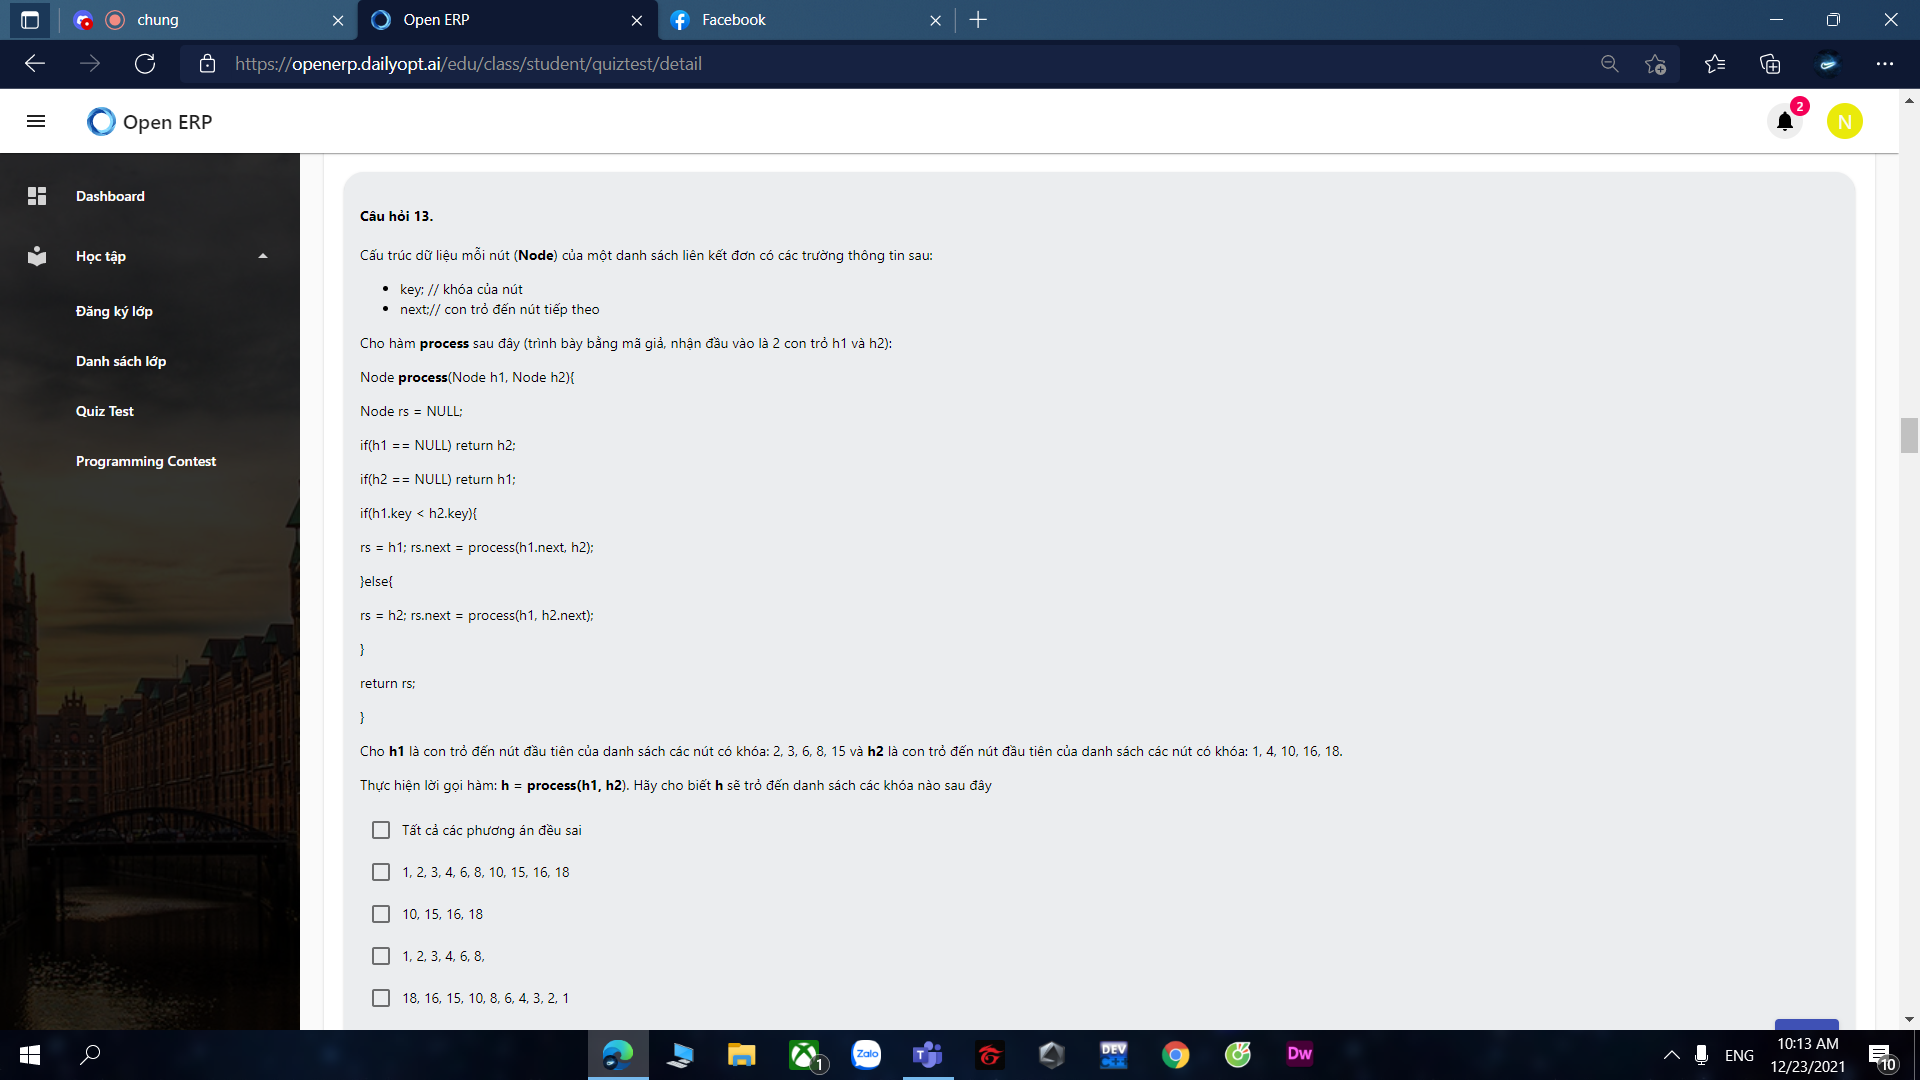 chung
Open ERP
Facebook
https://openerp.dailyopt.ai/edu/class/student/quiztest/detail
Open ERP
2
N
Dashboard
Học tập
Đăng ký lớp
Danh sách lớp
Quiz Test
Programming Contest
Câu hỏi 13.
Cấu trúc dữ liệu mỗi nút (Node) của một danh sách liên kết đơn có các trường thông tin sau:
• key; // khóa của nút
• next;// con trỏ đến nút tiếp theo
Cho hàm process sau đây (trình bày bằng mã giả, nhận đầu vào là 2 con trỏ h1 và h2):
Node process(Node h1, Node h2){
Node rs = NULL;
if(h1 == NULL) return h2;
if(h2 == NULL) return h1;
if(h1.key < h2.key){
rs = h1; rs.next = process(h1.next, h2);
}else{
rs = h2; rs.next = process(h1, h2.next);
}
return rs;
}
Cho h1 là con trỏ đến nút đầu tiên của danh sách các nút có khóa: 2, 3, 6, 8, 15 và h2 là con trỏ đến nút đầu tiên của danh sách các nút có khóa: 1, 4, 10, 16, 18.
Thực hiện lời gọi hàm: h = process(h1, h2). Hãy cho biết h sẽ trỏ đến danh sách các khóa nào sau đây
Tất cả các phương án đều sai
1, 2, 3, 4, 6, 8, 10, 15, 16, 18
10, 15, 16, 18
1, 2, 3, 4, 6, 8,
18, 16, 15, 10, 8, 6, 4, 3, 2, 1
1
Zalo
T
DEV
C++
Dw
ENG
10:13 AM
12/23/2021
10